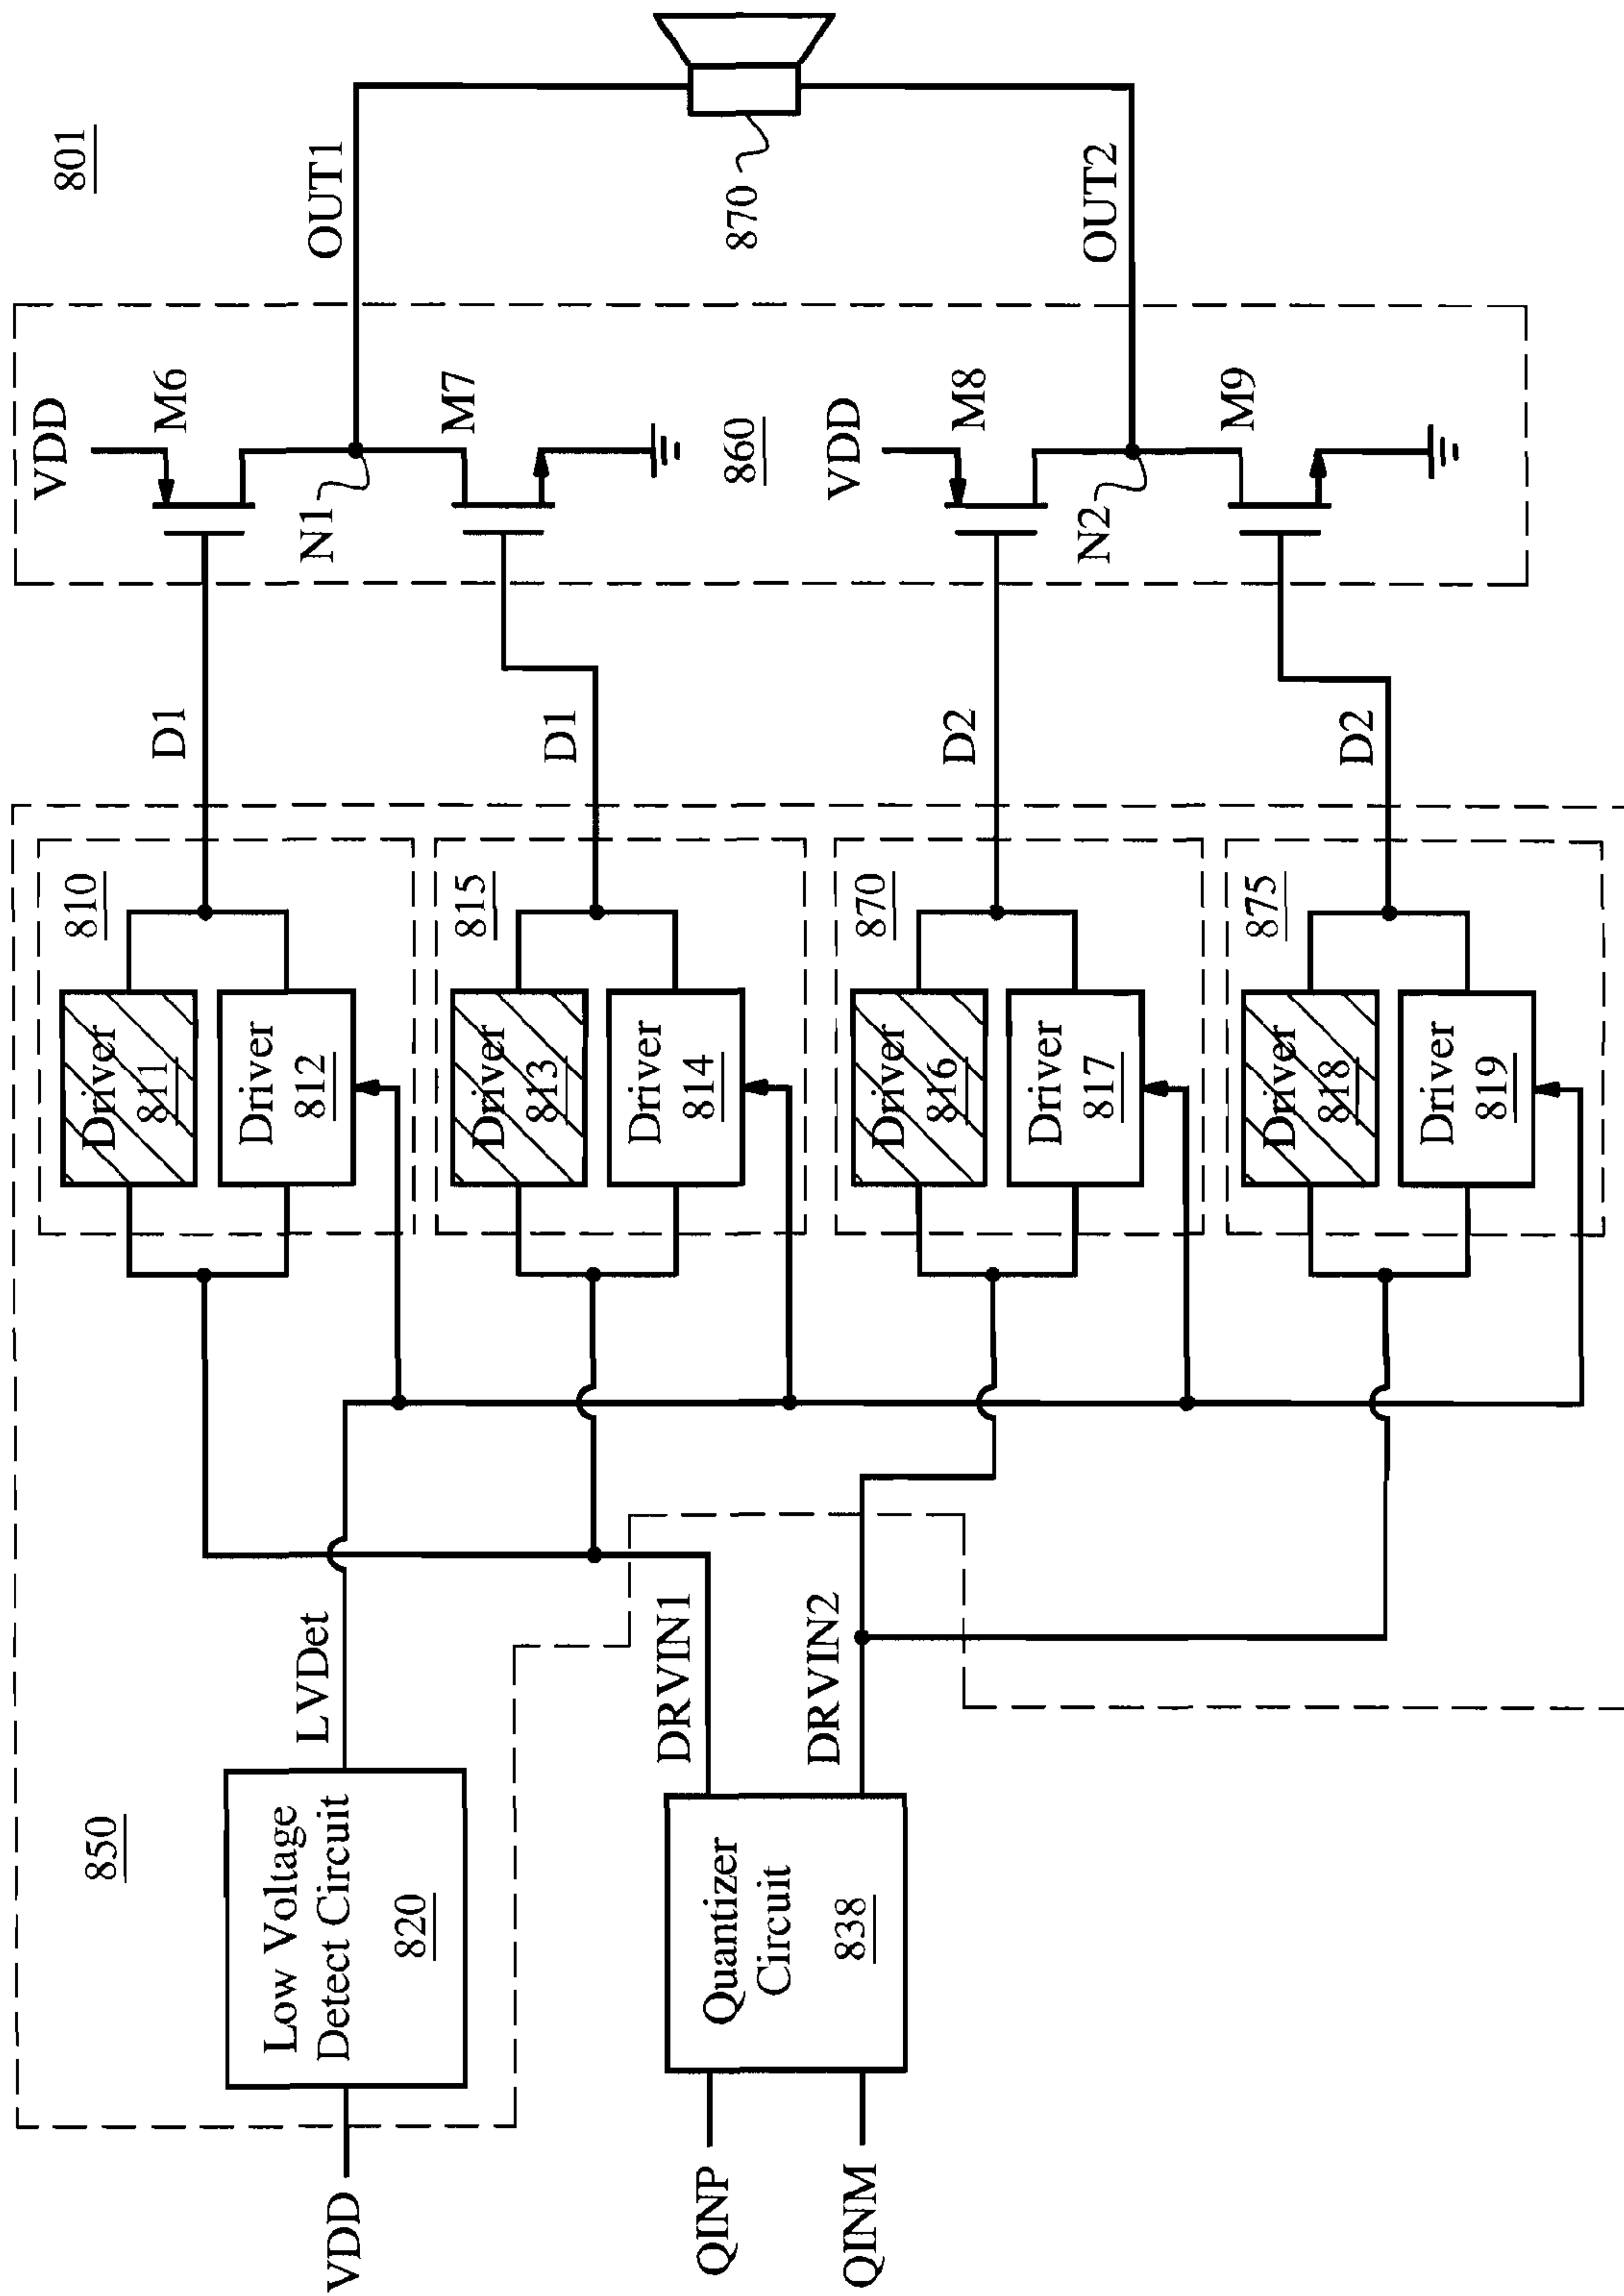 801
850
VDD
Low Voltage
Detect Circuit
820
LVDet
QINP
QINM
Quantizer
Circuit
838
DRVIN1
DRVIN2
810
Driver
811
Driver
812
815
Driver
813
Driver
814
870
Driver
816
Driver
817
875
Driver
818
Driver
819
D1
D1
D2
D2
VDD
M6
N1
M7
860
VDD
M8
N2
M9
OUT1
OUT2
870